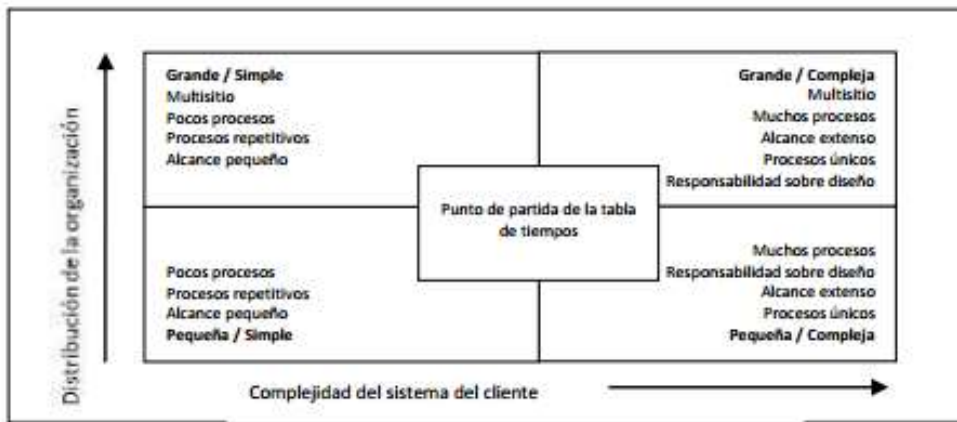 Distribución de la organización
Grande / Simple
Multisitio
Pocos procesos
Procesos repetitivos
Alcance pequeño
Grande / Compleja
Multisitio
Muchos procesos
Alcance extenso
Procesos únicos
Responsabilidad sobre diseño
Punto de partida de la tabla
de tiempos
Pocos procesos
Procesos repetitivos
Alcance pequeño
Pequeña / Simple
Muchos procesos
Responsabilidad sobre diseño
Alcance extenso
Procesos únicos
Pequeña / Compleja
Complejidad del sistema del cliente